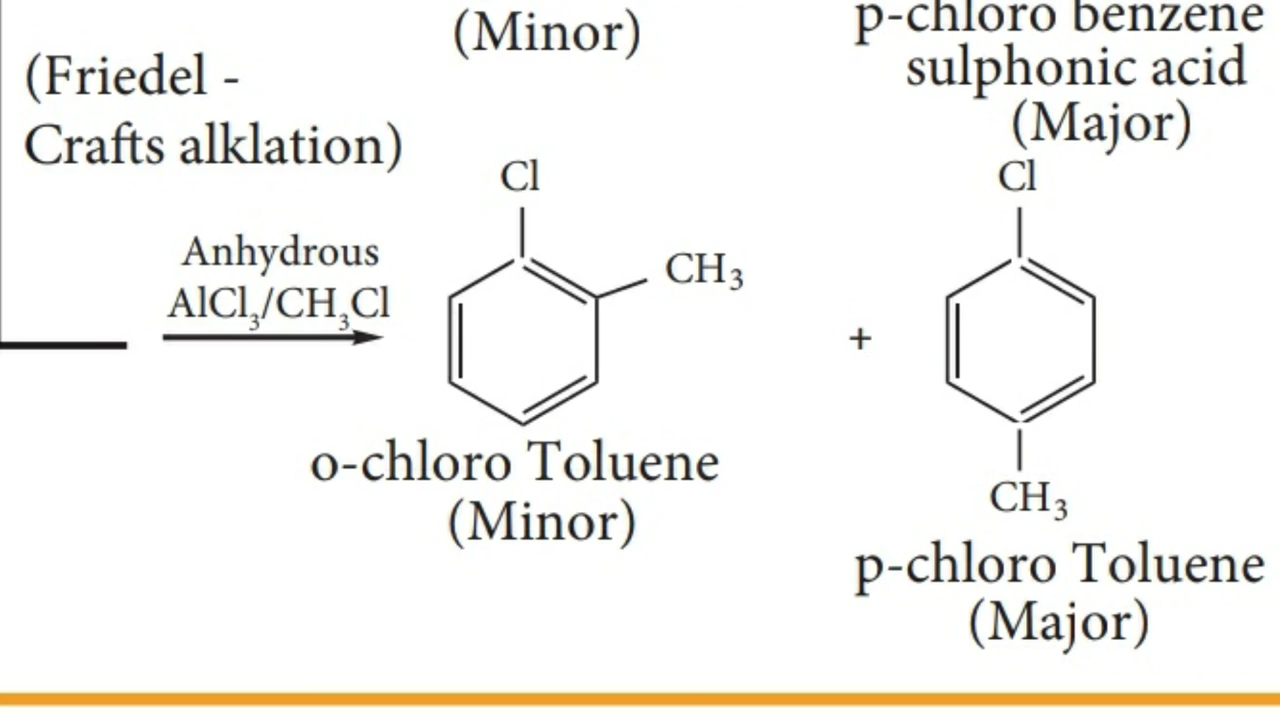 (Minor)
p-chloro benzene
sulphonic acid
(Major)
(Friedel -
Crafts alklation)
Anhydrous
AlCl₃/CH₃Cl
Cl
CH₃
o-chloro Toluene
(Minor)
+
Cl
CH₃
p-chloro Toluene
(Major)